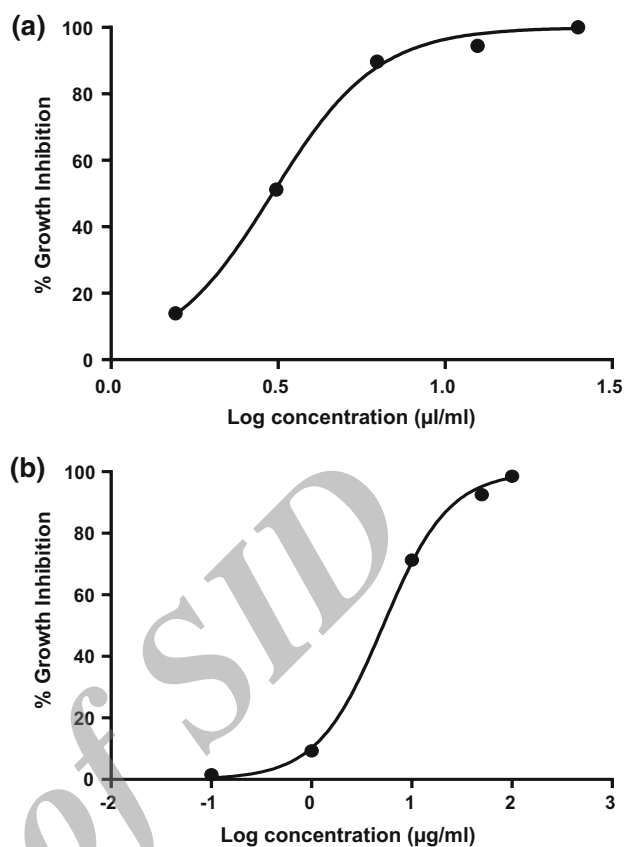 (a)
100
80
60
40
20
0
% Growth Inhibition
0.0 0.5 1.0 1.5
Log concentration (µl/ml)
(b)
100
80
60
40
20
0
% Growth Inhibition
-2 -1 0 1 2 3
Log concentration (µg/ml)
of SID